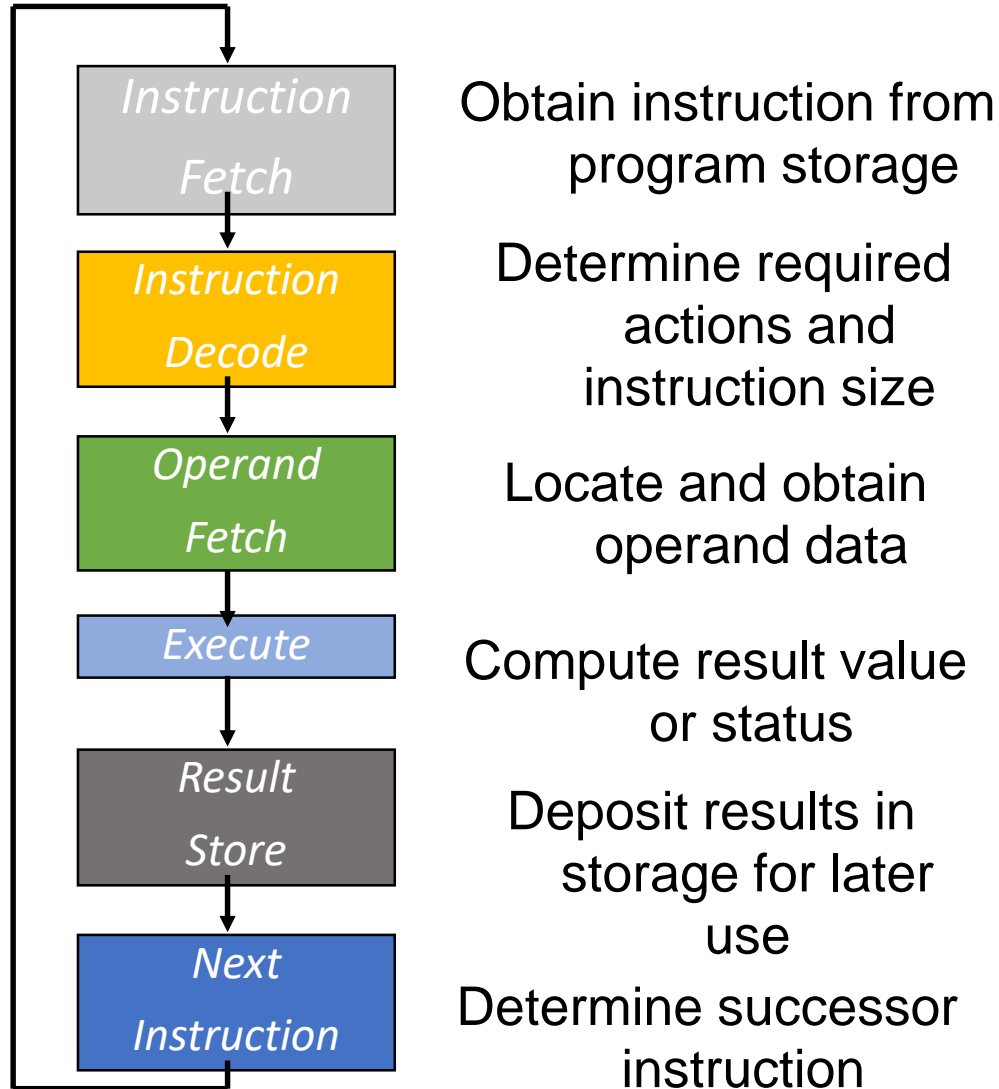 Instruction
Fetch
Obtain instruction from
program storage
Instruction
Decode
Determine required
actions and
instruction size
Operand
Fetch
Locate and obtain
operand data
Execute
Compute result value
or status
Result
Store
Deposit results in
storage for later
use
Next
Instruction
Determine successor
instruction